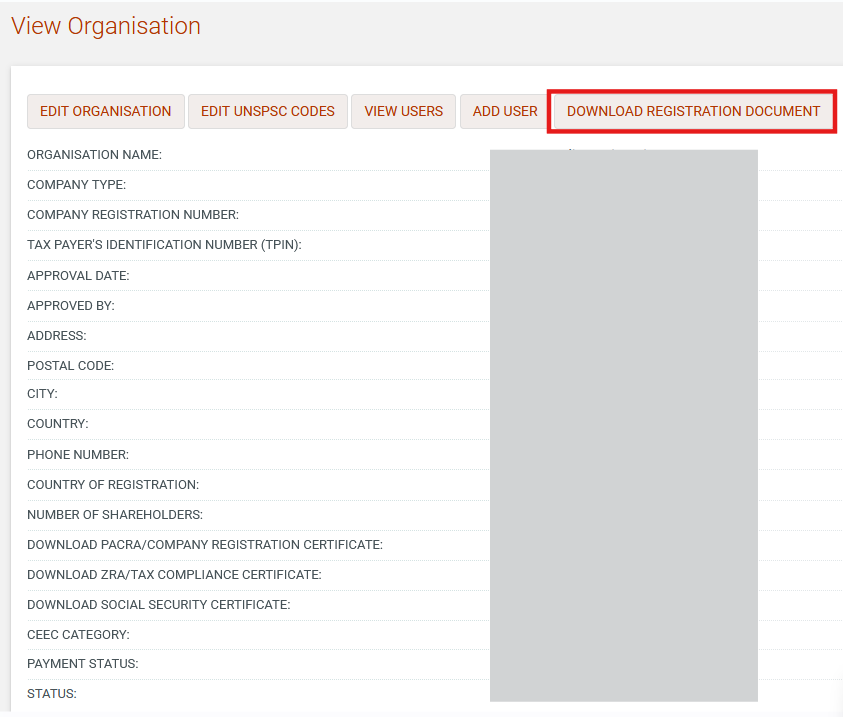 View Organisation
EDIT ORGANISATION EDIT UNSPSC CODES VIEW USERS ADD USER DOWNLOAD REGISTRATION DOCUMENT
ORGANISATION NAME:
COMPANY TYPE:
COMPANY REGISTRATION NUMBER:
TAX PAYER'S IDENTIFICATION NUMBER (TPIN):
APPROVAL DATE:
APPROVED BY:
ADDRESS:
POSTAL CODE:
CITY:
COUNTRY:
PHONE NUMBER:
COUNTRY OF REGISTRATION:
NUMBER OF SHAREHOLDERS:
DOWNLOAD PACRA/COMPANY REGISTRATION CERTIFICATE:
DOWNLOAD ZRA/TAX COMPLIANCE CERTIFICATE:
DOWNLOAD SOCIAL SECURITY CERTIFICATE:
CEEC CATEGORY:
PAYMENT STATUS:
STATUS: